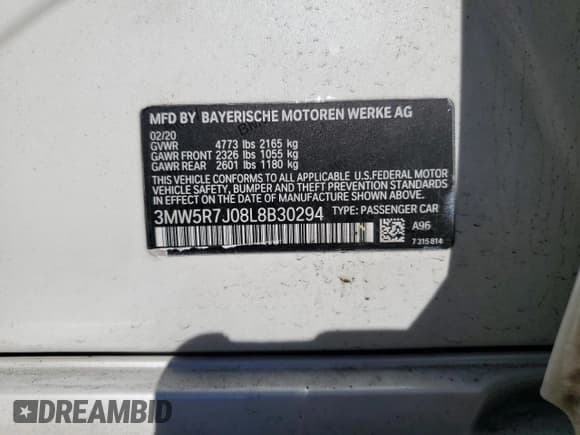 MFD BY BAYERISCHE MOTOREN WERKE AG
02/20
GVWR 4773 lbs 2165 kg
GAWR FRONT 2326 lbs 1055 kg
GAWR REAR 2601 lbs 1180 kg
THIS VEHICLE CONFORMS TO ALL APPLICABLE U.S.FEDERAL MOTOR
VEHICLE SAFETY, BUMPER AND THEFT PREVENTION STANDARDS
IN EFFECT ON THE DATE OF MANUFACTURE SHOWN ABOVE.
3MW5R7J08L8B30294 TYPE: PASSENGER CAR
A96
7 315 814
DREAMBID